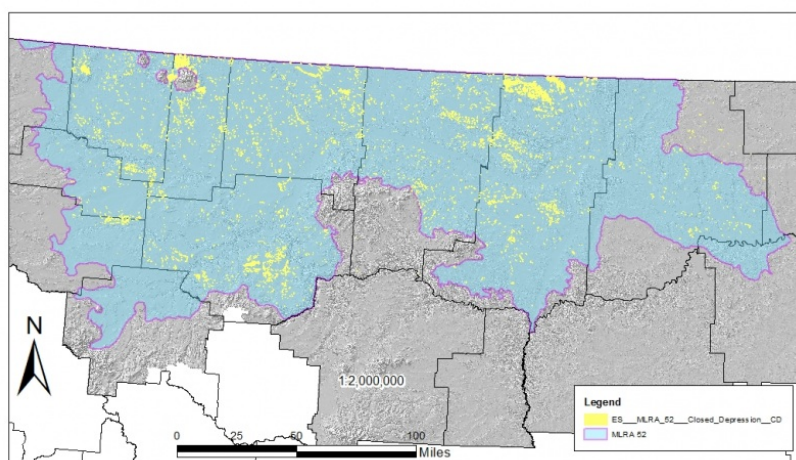 N
1:2,000,000
0 25 50 100
Miles
Legend
ES___MLRA_52___Closed_Depression__CD
MLRA 52